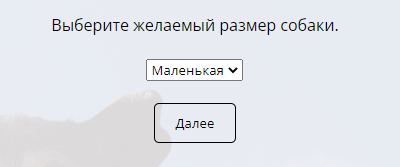 Выберите желаемый размер собаки.
Маленькая
Далее